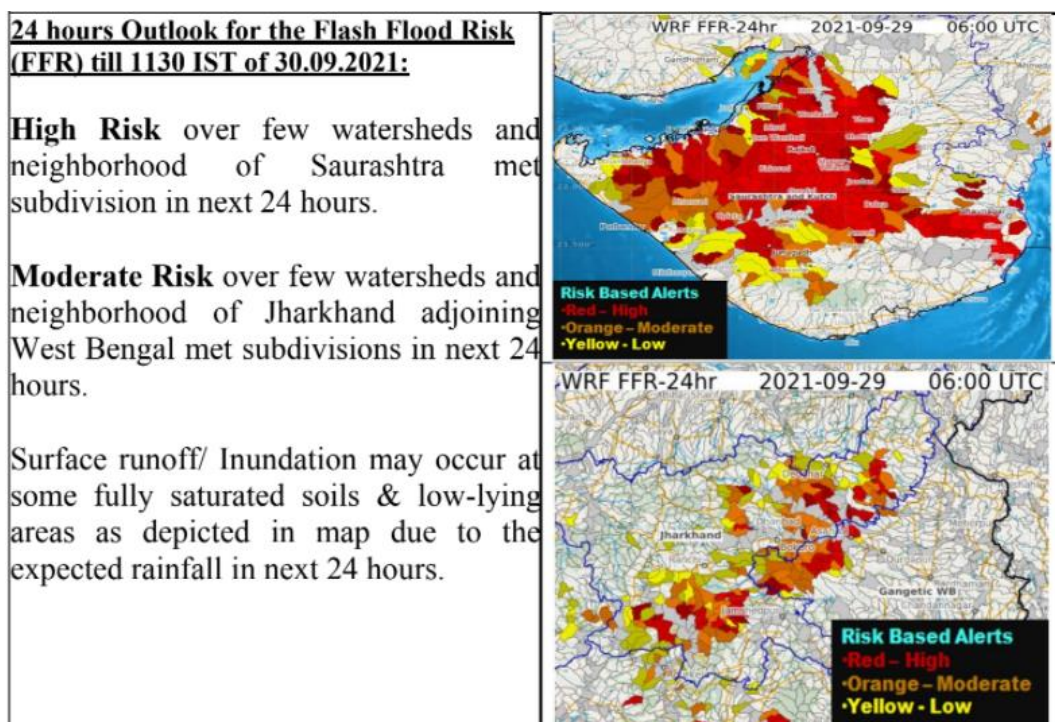 24 hours Outlook for the Flash Flood Risk
(FFR) till 1130 IST of 30.09.2021:
High Risk over few watersheds and
neighborhood of Saurashtra met
subdivision in next 24 hours.
Moderate Risk over few watersheds and
neighborhood of Jharkhand adjoining
West Bengal met subdivisions in next 24
hours.
Surface runoff/ Inundation may occur at
some fully saturated soils & low-lying
areas as depicted in map due to the
expected rainfall in next 24 hours.
WRF FFR-24hr 2021-09-29 06:00 UTC
Gandhidham
Rajkot
Saurashtra and Kutch
Risk Based Alerts
•Red – High
•Orange – Moderate
•Yellow - Low
WRF FFR-24hr 2021-09-29 06:00 UTC
Jharkhand
Jamshedpur
Gangetic WB
Chandannagar
Risk Based Alerts
•Red – High
•Orange – Moderate
•Yellow – Low